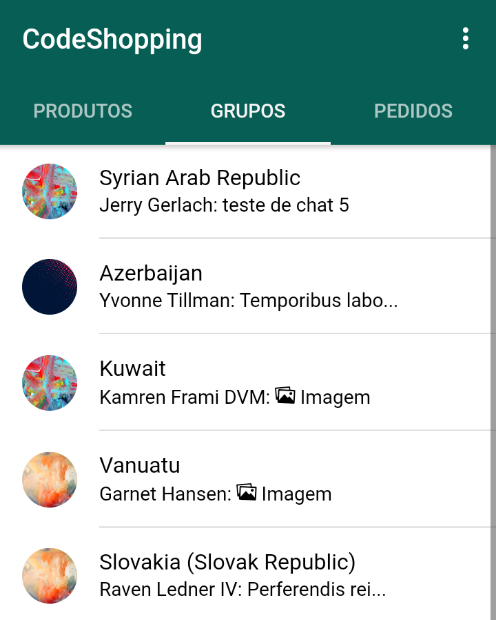 CodeShopping
PRODUTOS GRUPOS PEDIDOS
Syrian Arab Republic
Jerry Gerlach: teste de chat 5
Azerbaijan
Yvonne Tillman: Temporibus labo...
Kuwait
Kamren Frami DVM: Imagem
Vanuatu
Garnet Hansen: Imagem
Slovakia (Slovak Republic)
Raven Ledner IV: Perferendis rei...